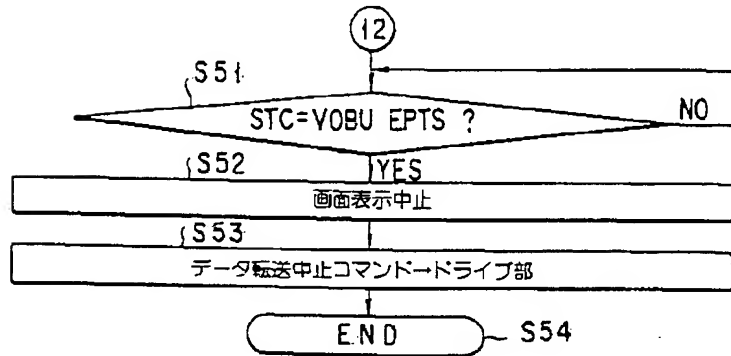 12
S51
STC=VOBU EPTS ?
NO
YES
S52
画面表示中止
S53
データ転送中止コマンド→ドライブ部
END
S54